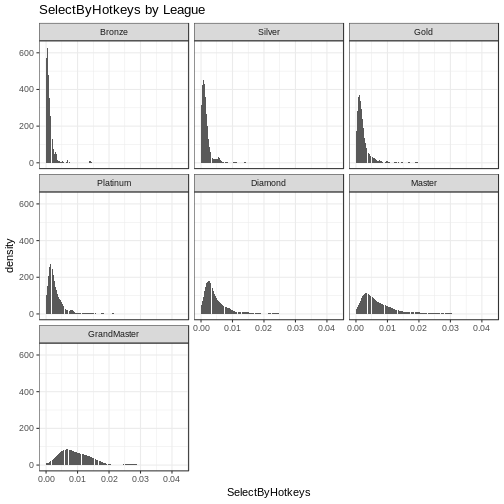 SelectByHotkeys by League
Bronze Silver Gold
600
400
200
0
Platinum Diamond Master
600
400
200
0
0.00 0.01 0.02 0.03 0.04 0.00 0.01 0.02 0.03 0.04
GrandMaster
600
400
200
0
0.00 0.01 0.02 0.03 0.04
density
SelectByHotkeys